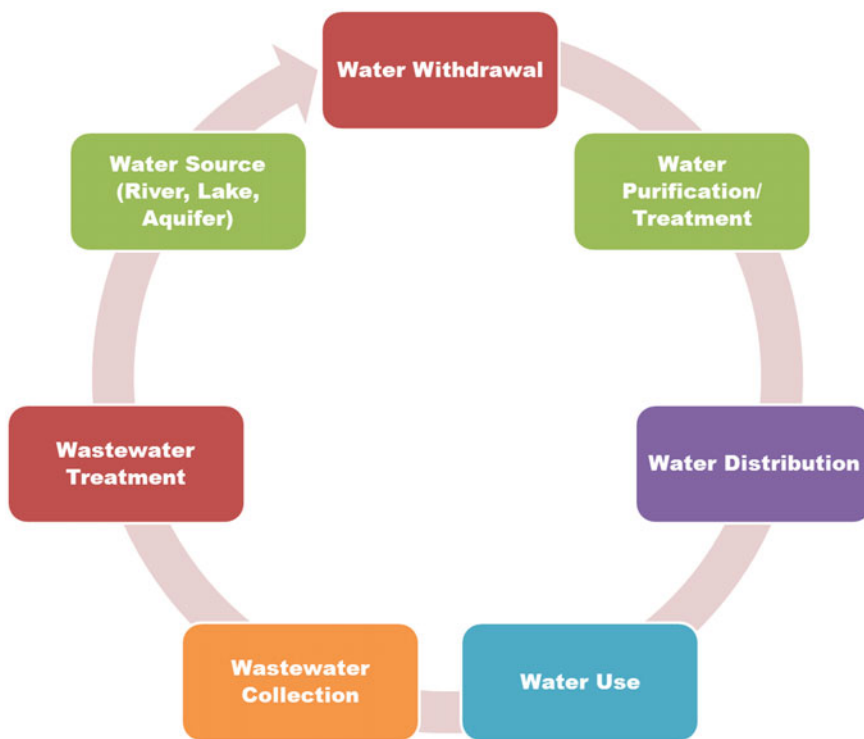 Water Withdrawal
Water
Purification/
Treatment
Water Distribution
Water Use
Wastewater
Collection
Wastewater
Treatment
Water Source
(River, Lake,
Aquifer)